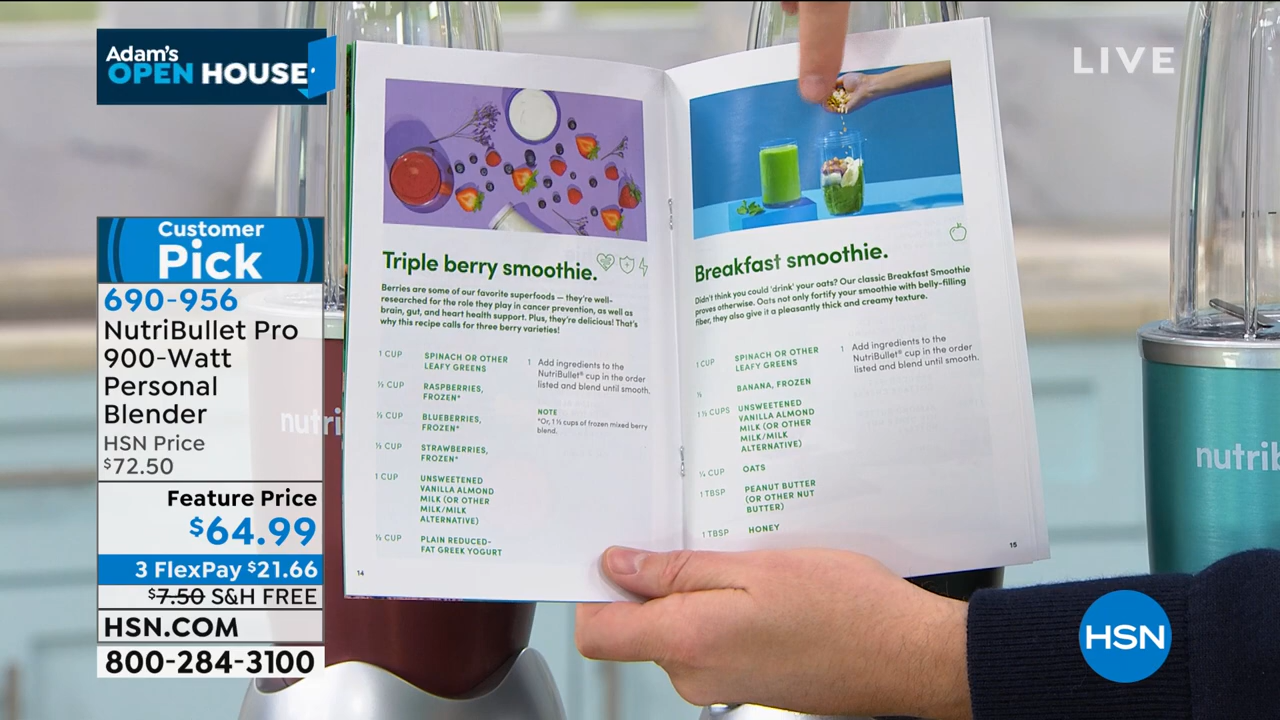 Adam's
OPEN HOUSE
LIVE
Customer
Pick
690-956
NutriBullet Pro
900-Watt
Personal
Blender
HSN Price
$72.50
Feature Price
$64.99
3 FlexPay $21.66
$7.50 S&H FREE
HSN.COM
800-284-3100
Triple berry smoothie.
Berries are some of our favorite superfoods — they're well-
researched for the role they play in cancer prevention, as well as
brain, gut, and heart health support. Plus, they're delicious! That's
why this recipe calls for three berry varieties!
1 CUP
SPINACH OR OTHER
LEAFY GREENS
½ CUP
RASPBERRIES,
FROZEN*
½ CUP
BLUEBERRIES,
FROZEN*
½ CUP
STRAWBERRIES,
FROZEN*
1 CUP
UNSWEETENED
VANILLA ALMOND
MILK (OR OTHER
MILK/MILK
ALTERNATIVE)
½ CUP
PLAIN REDUCED-
FAT GREEK YOGURT
1 Add ingredients to the
NutriBullet® cup in the order
listed and blend until smooth.
NOTE
*Or, 1 ½ cups of frozen mixed berry
blend.
14
Breakfast smoothie.
Didn't think you could 'drink' your oats? Our classic Breakfast Smoothie
proves otherwise. Oats not only fortify your smoothie with belly-filling
fiber, they also give it a pleasantly thick and creamy texture.
1 CUP
SPINACH OR OTHER
LEAFY GREENS
½
BANANA, FROZEN
1 ½ CUPS
UNSWEETENED
VANILLA ALMOND
MILK (OR OTHER
MILK/MILK
ALTERNATIVE)
¼ CUP
OATS
1 TBSP
PEANUT BUTTER
(OR OTHER NUT
BUTTER)
1 TBSP
HONEY
1 Add ingredients to the
NutriBullet® cup in the order
listed and blend until smooth.
15
nutri
nutrib
HSN